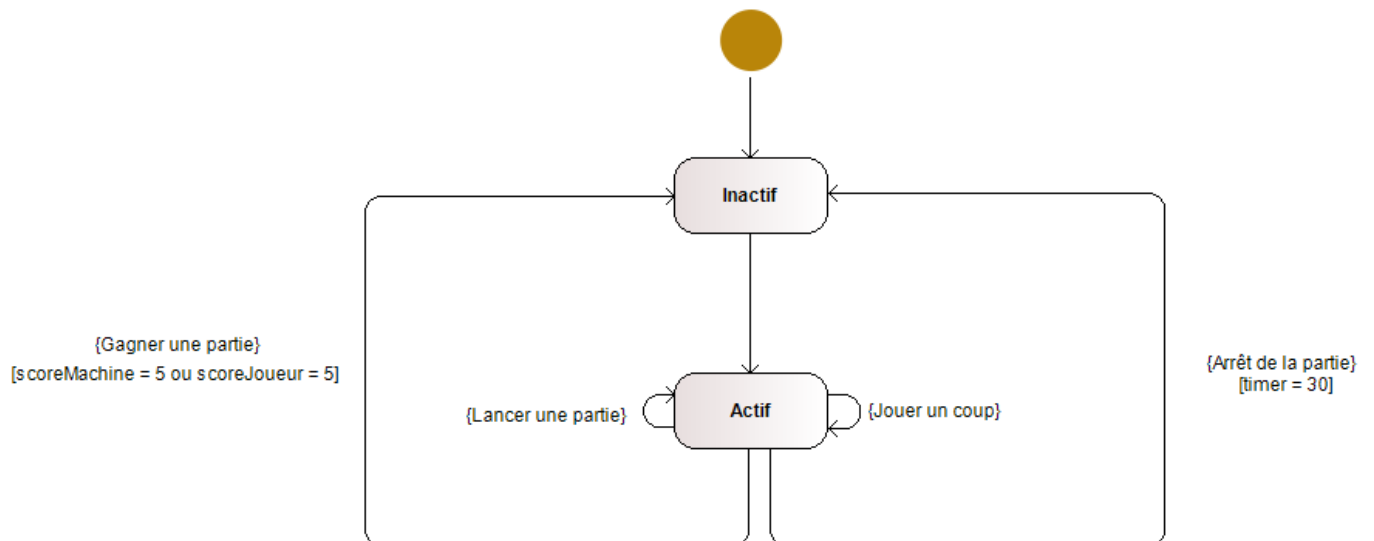 Inactif
{Gagner une partie}
[scoreMachine = 5 ou scoreJoueur = 5]
{Arrêt de la partie}
[timer = 30]
{Lancer une partie}
Actif
{Jouer un coup}